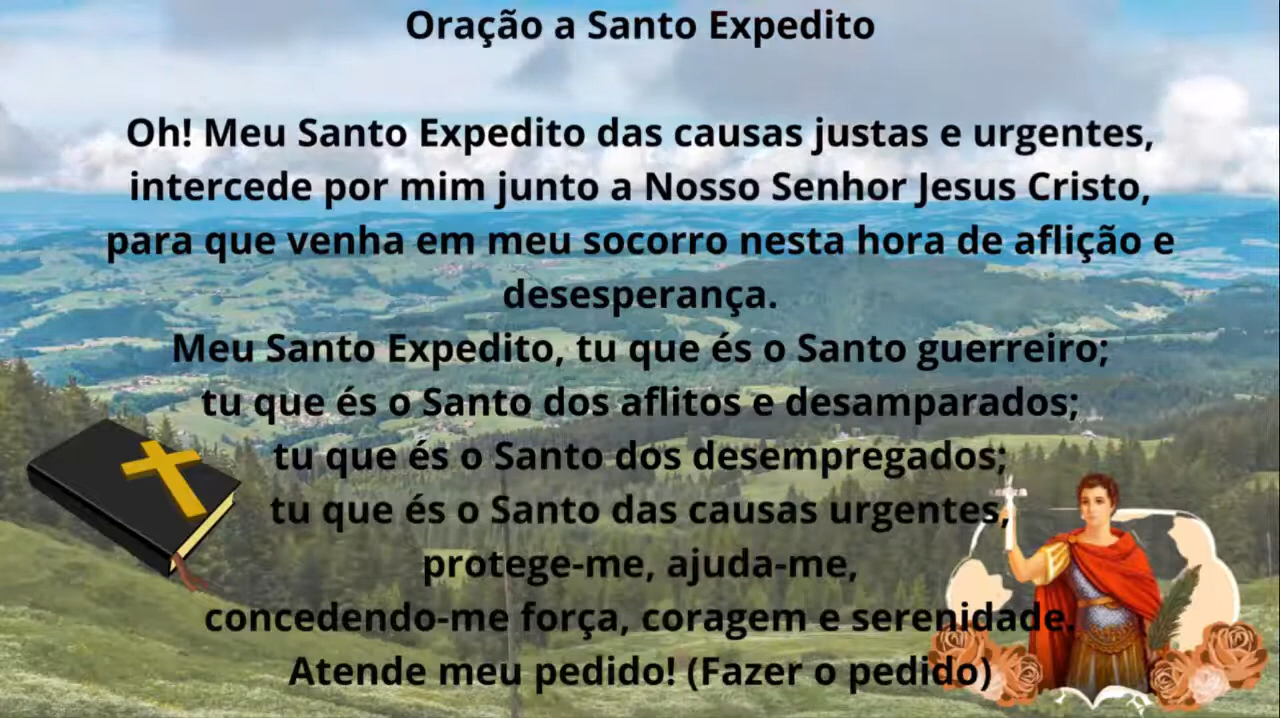 Oração a Santo Expedito
Oh! Meu Santo Expedito das causas justas e urgentes,
intercede por mim junto a Nosso Senhor Jesus Cristo,
para que venha em meu socorro nesta hora de aflição e
desesperança.
Meu Santo Expedito, tu que és o Santo guerreiro;
tu que és o Santo dos aflitos e desamparados;
tu que és o Santo dos desempregados;
tu que és o Santo das causas urgentes,
protege-me, ajuda-me,
concedendo-me força, coragem e serenidade.
Atende meu pedido! (Fazer o pedido)